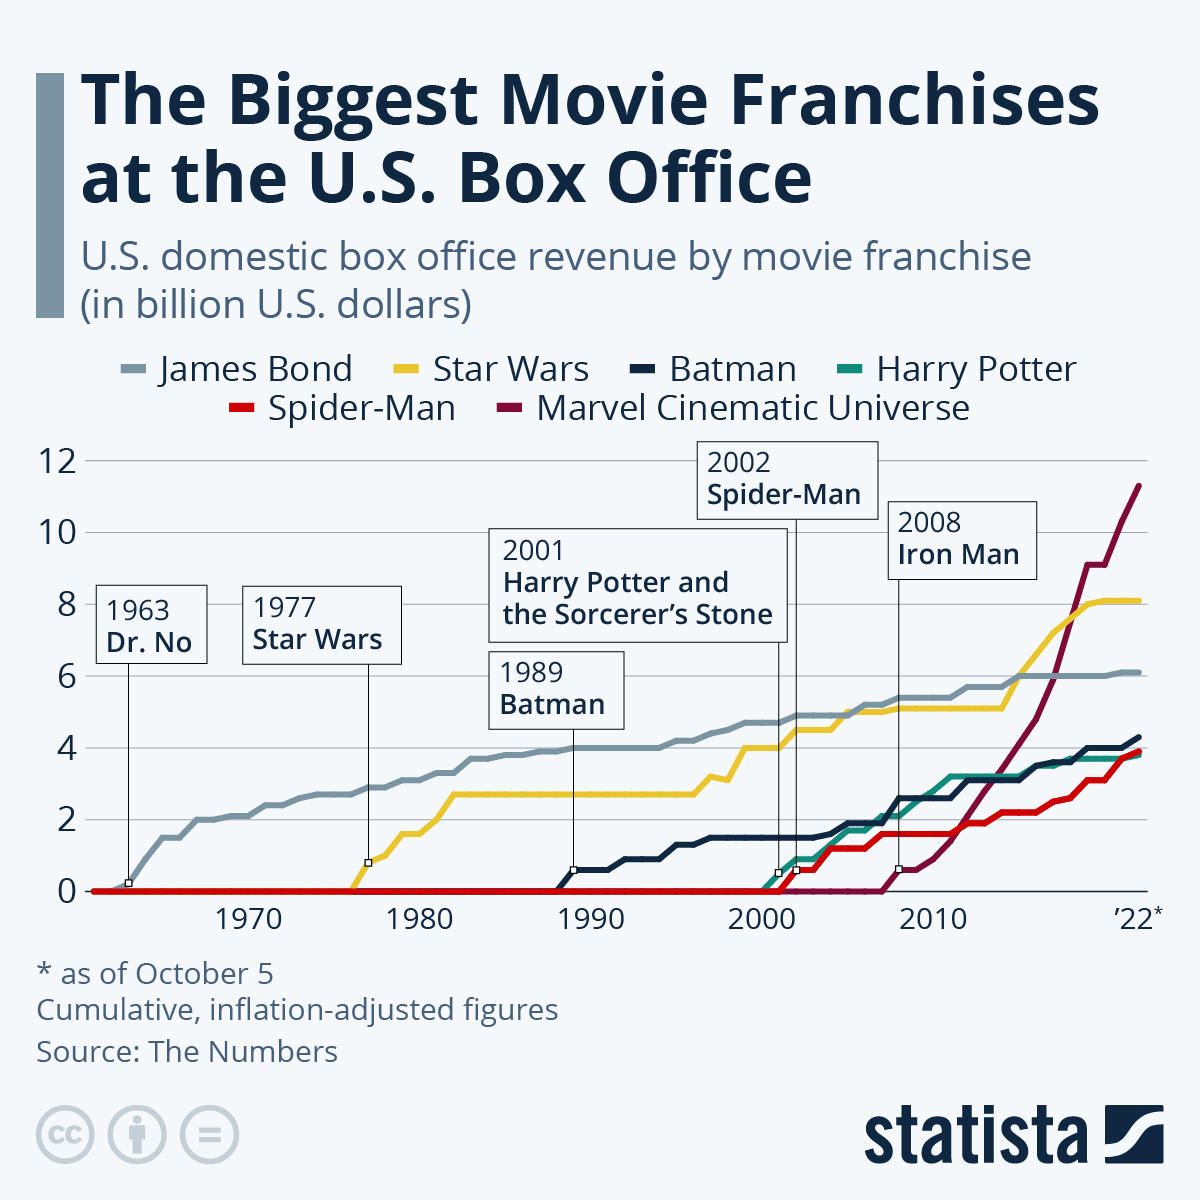 The Biggest Movie Franchises
at the U.S. Box Office
U.S. domestic box office revenue by movie franchise
(in billion U.S. dollars)
James Bond
Star Wars
Batman
Harry Potter
Spider-Man
Marvel Cinematic Universe
12
10
8
6
4
2
0
2002
Spider-Man
2008
Iron Man
2001
Harry Potter and
the Sorcerer’s Stone
1963
Dr. No
1977
Star Wars
1989
Batman
1970
1980
1990
2000
2010
’22*
* as of October 5
Cumulative, inflation-adjusted figures
Source: The Numbers
cc
statista